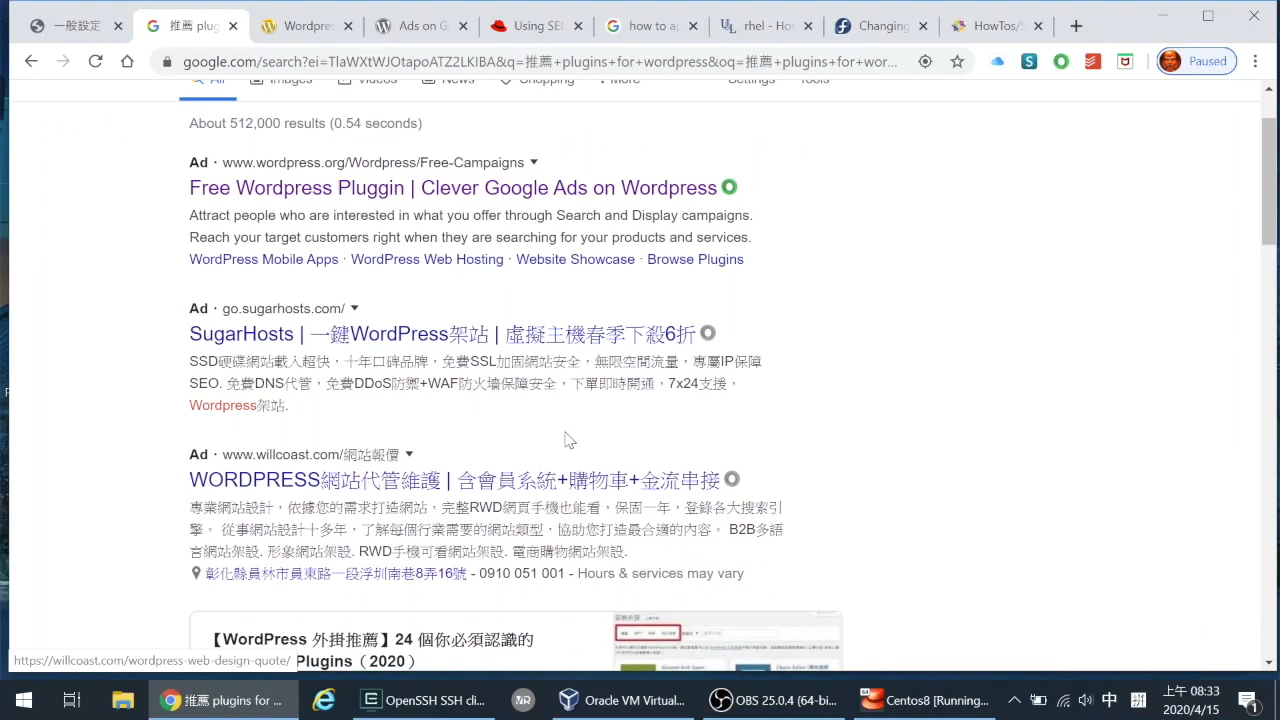 一般設定
推薦 plug
Wordpres
Ads on G
Using SEL
how to ap
rhel - Hov
Changing
HowTos/S
google.com/search?ei=TlaWXtWOtaTATZ2DlIBA&q=推薦+plugins+for+wordpress&oq=推薦+plugins+for+wor...
Paused
All Images Videos News Shopping More Settings Tools
About 512,000 results (0.54 seconds)
Ad · www.wordpress.org/Wordpress/Free-Campaigns
Free Wordpress Pluggin | Clever Google Ads on Wordpress
Attract people who are interested in what you offer through Search and Display campaigns.
Reach your target customers right when they are searching for your products and services.
WordPress Mobile Apps · WordPress Web Hosting · Website Showcase · Browse Plugins
Ad · go.sugarhosts.com/
SugarHosts | 一鍵WordPress架站 | 虛擬主機春季下殺6折
SSD硬碟網站載入超快，十年口碑品牌，免費SSL加固網站安全，無限空間流量，專屬IP保障
SEO. 免費DNS代管，免費DDoS防禦+WAF防火墻保障安全，下單即時開通，7x24支援，
Wordpress架站.
Ad · www.willcoast.com/網站報價
WORDPRESS網站代管維護 | 含會員系統+購物車+金流串接
專業網站設計，依據您的需求打造網站，完整RWD網頁手機也能看，保固一年，登錄各大搜索引
擎。 從事網站設計十多年，了解每個行業需要的網站類型，協助您打造最合適的內容。 B2B多語
言網站架設. 形象網站架設. RWD手機可看網站架設. 電商購物網站架設.
彰化縣員林市員東路一段浮圳南巷8弄16號 - 0910 051 001 - Hours & services may vary
【WordPress 外掛推薦】24 個你必須認識的
Plugins（2020）
https://willcoast.com/wordpress-web-design-quote/
推薦 plugins for ...
OpenSSH SSH cli...
Oracle VM Virtual...
OBS 25.0.4 (64-bi...
Centos8 [Running...
中
上午 08:33
2020/4/15
1